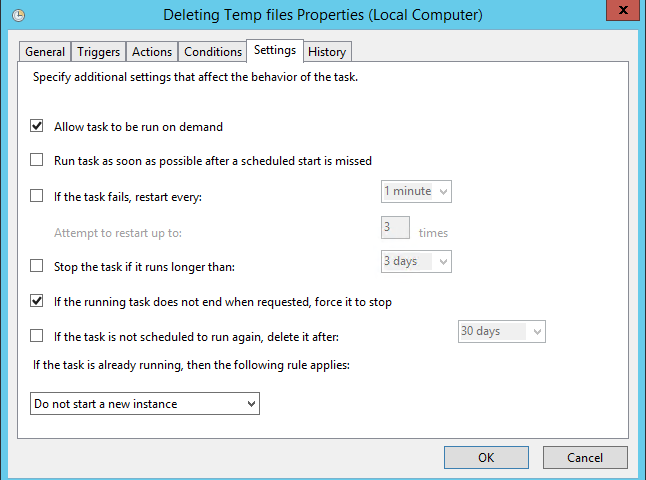 Deleting Temp files Properties (Local Computer)
x
General Triggers Actions Conditions Settings History
Specify additional settings that affect the behavior of the task.
Allow task to be run on demand
Run task as soon as possible after a scheduled start is missed
If the task fails, restart every: 1 minute
Attempt to restart up to: 3 times
Stop the task if it runs longer than: 3 days
If the running task does not end when requested, force it to stop
If the task is not scheduled to run again, delete it after: 30 days
If the task is already running, then the following rule applies:
Do not start a new instance
OK Cancel